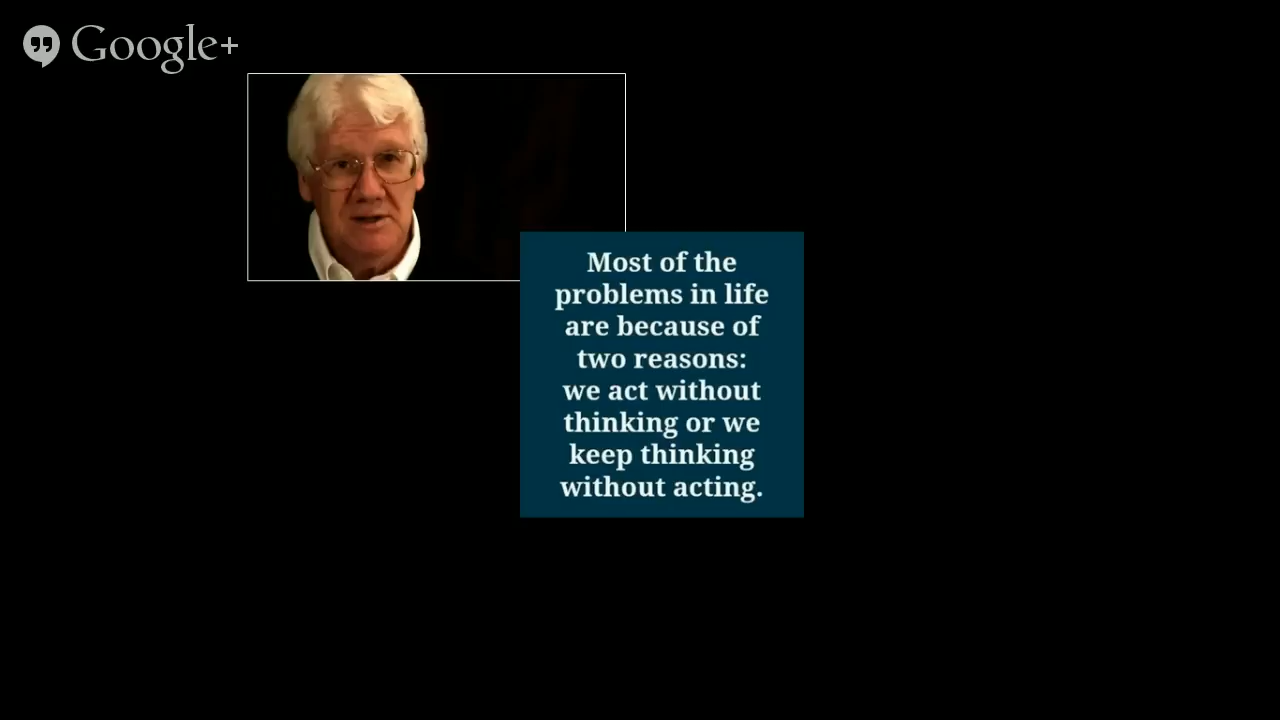 Google+
Most of the
problems in life
are because of
two reasons:
we act without
thinking or we
keep thinking
without acting.